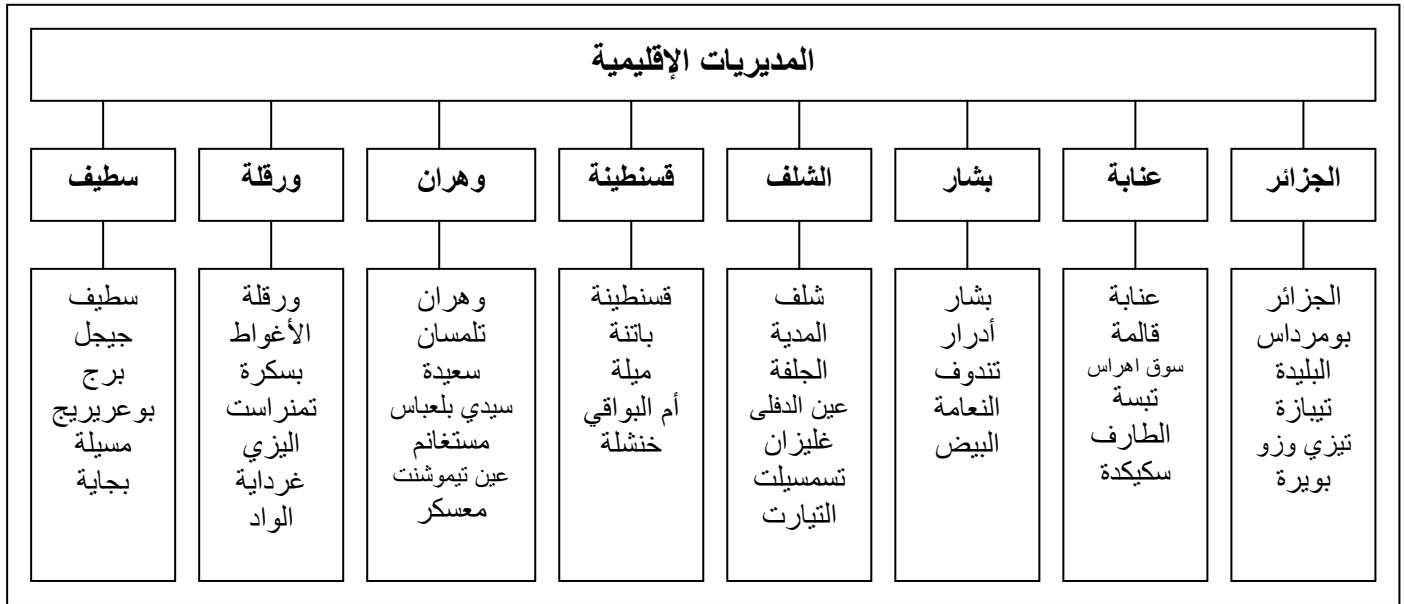 المديريات الإقليمية
الجزائر
عنابة
بشار
الشلف
قسنطينة
وهران
ورقلة
سطيف
الجزائر
بومرداس
البليدة
تيبازة
تيزي وزو
بويرة
عنابة
قالمة
سوق اهراس
تبسة
الطارف
سكيكدة
بشار
أدرار
تندوف
النعامة
البيض
شلف
المدية
الجلفة
عين الدفلى
غليزان
تسمسيلت
التيارت
قسنطينة
باتنة
ميلة
أم البواقي
خنشلة
وهران
تلمسان
سعيدة
سيدي بلعباس
مستغانم
عين تيموشنت
معسكر
ورقلة
الأغواط
بسكرة
تمنراست
اليزي
غرداية
الواد
سطيف
جيجل
برج
بوعريريج
مسيلة
بجاية